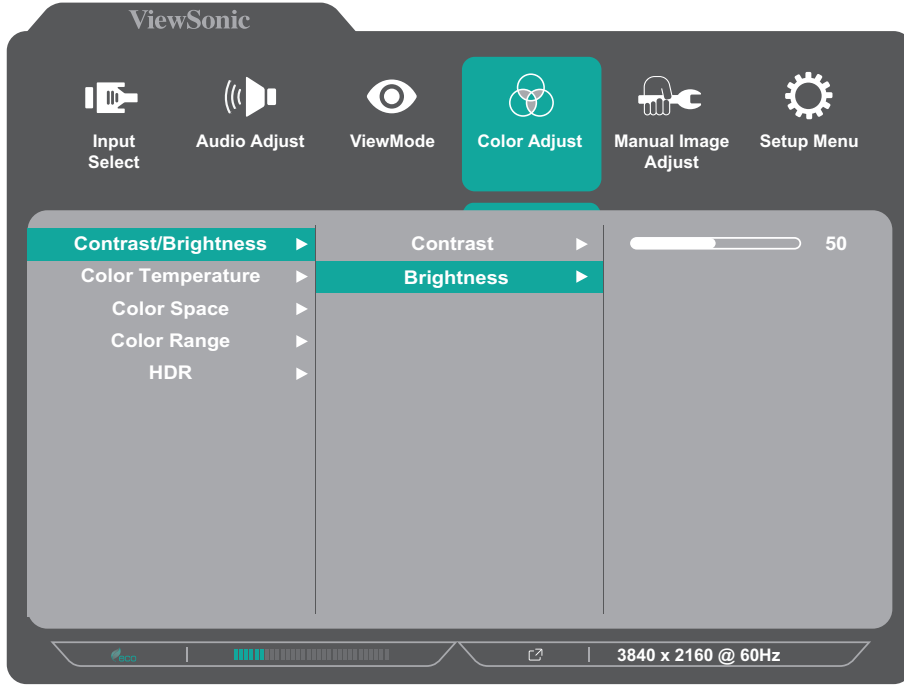 ViewSonic
Input
Select
Audio Adjust
ViewMode
Color Adjust
Manual Image
Adjust
Setup Menu
Contrast/Brightness
Contrast
50
Color Temperature
Brightness
Color Space
Color Range
HDR
eco
3840 x 2160 @ 60Hz